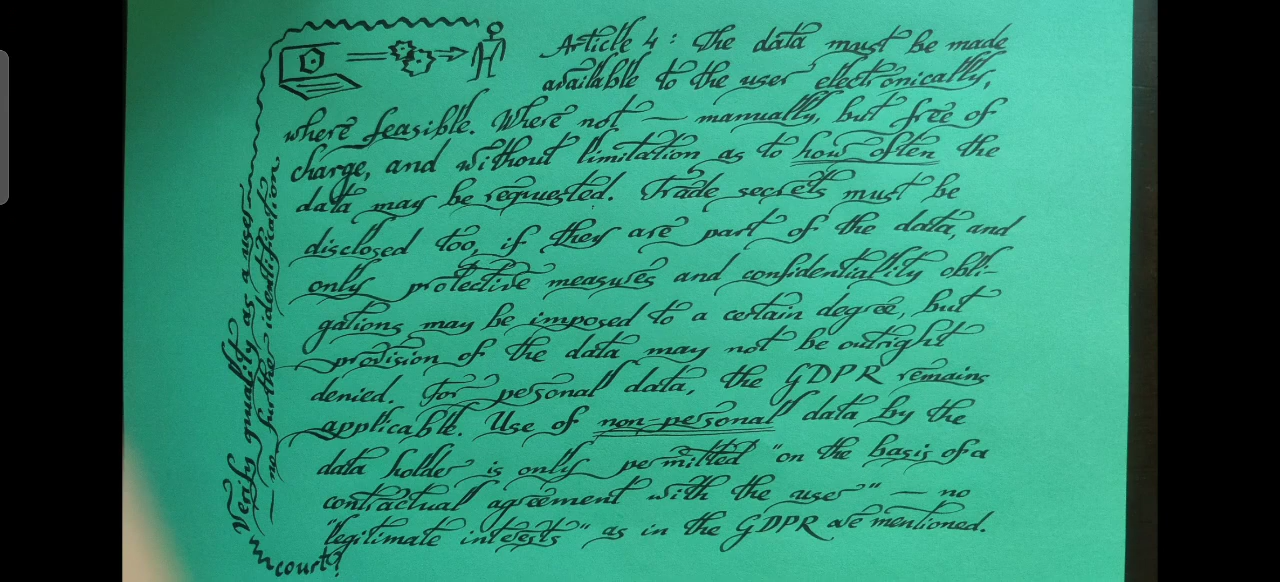 Article 4: The data must be made
available to the user electronically,
where feasible. Where not — manually, but free of
charge, and without limitation as to how often the
data may be requested. Trade secrets must be
disclosed too, if they are part of the data, and
only protective measures and confidentiality obli-
gations may be imposed to a certain degree, but
provision of the data may not be outright
denied. For personal data, the GDPR remains
applicable. Use of non-personal data by the
data holder is only permitted "on the basis of a
contractual agreement with the user" — no
"legitimate interests" as in the GDPR are mentioned.
Verify quality as a user
— no further identification
court?